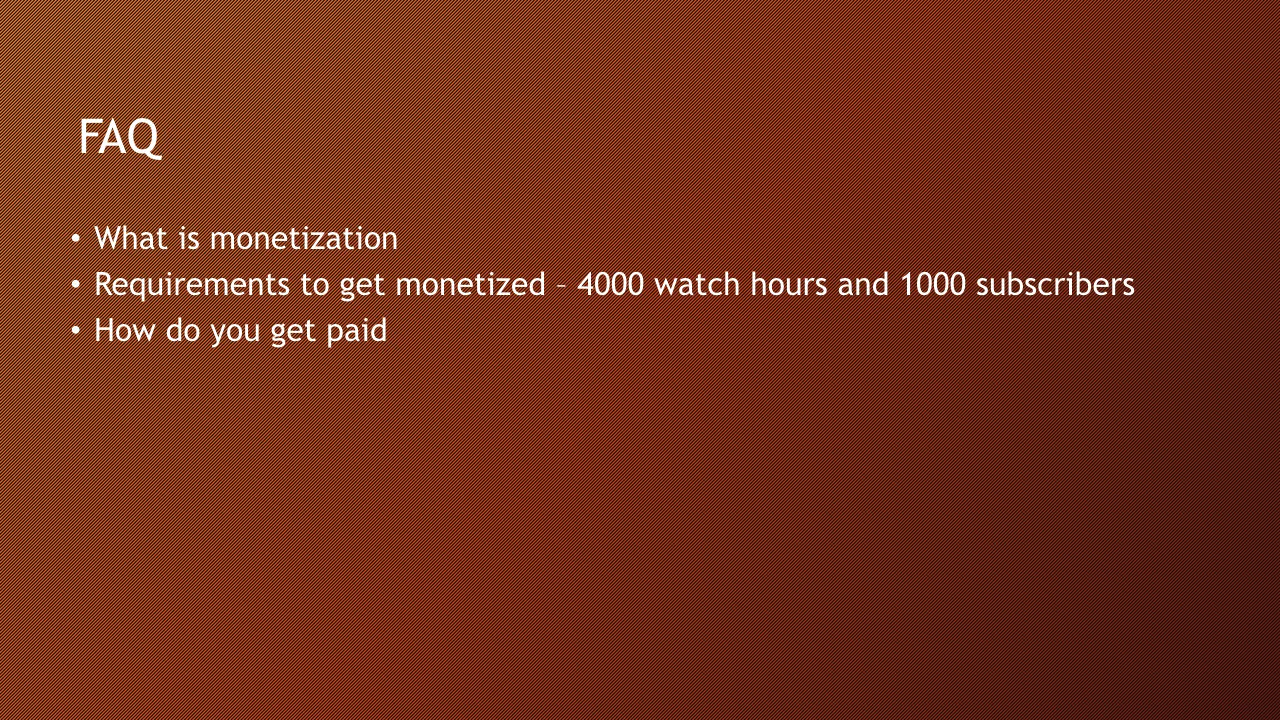 FAQ
• What is monetization
• Requirements to get monetized – 4000 watch hours and 1000 subscribers
• How do you get paid